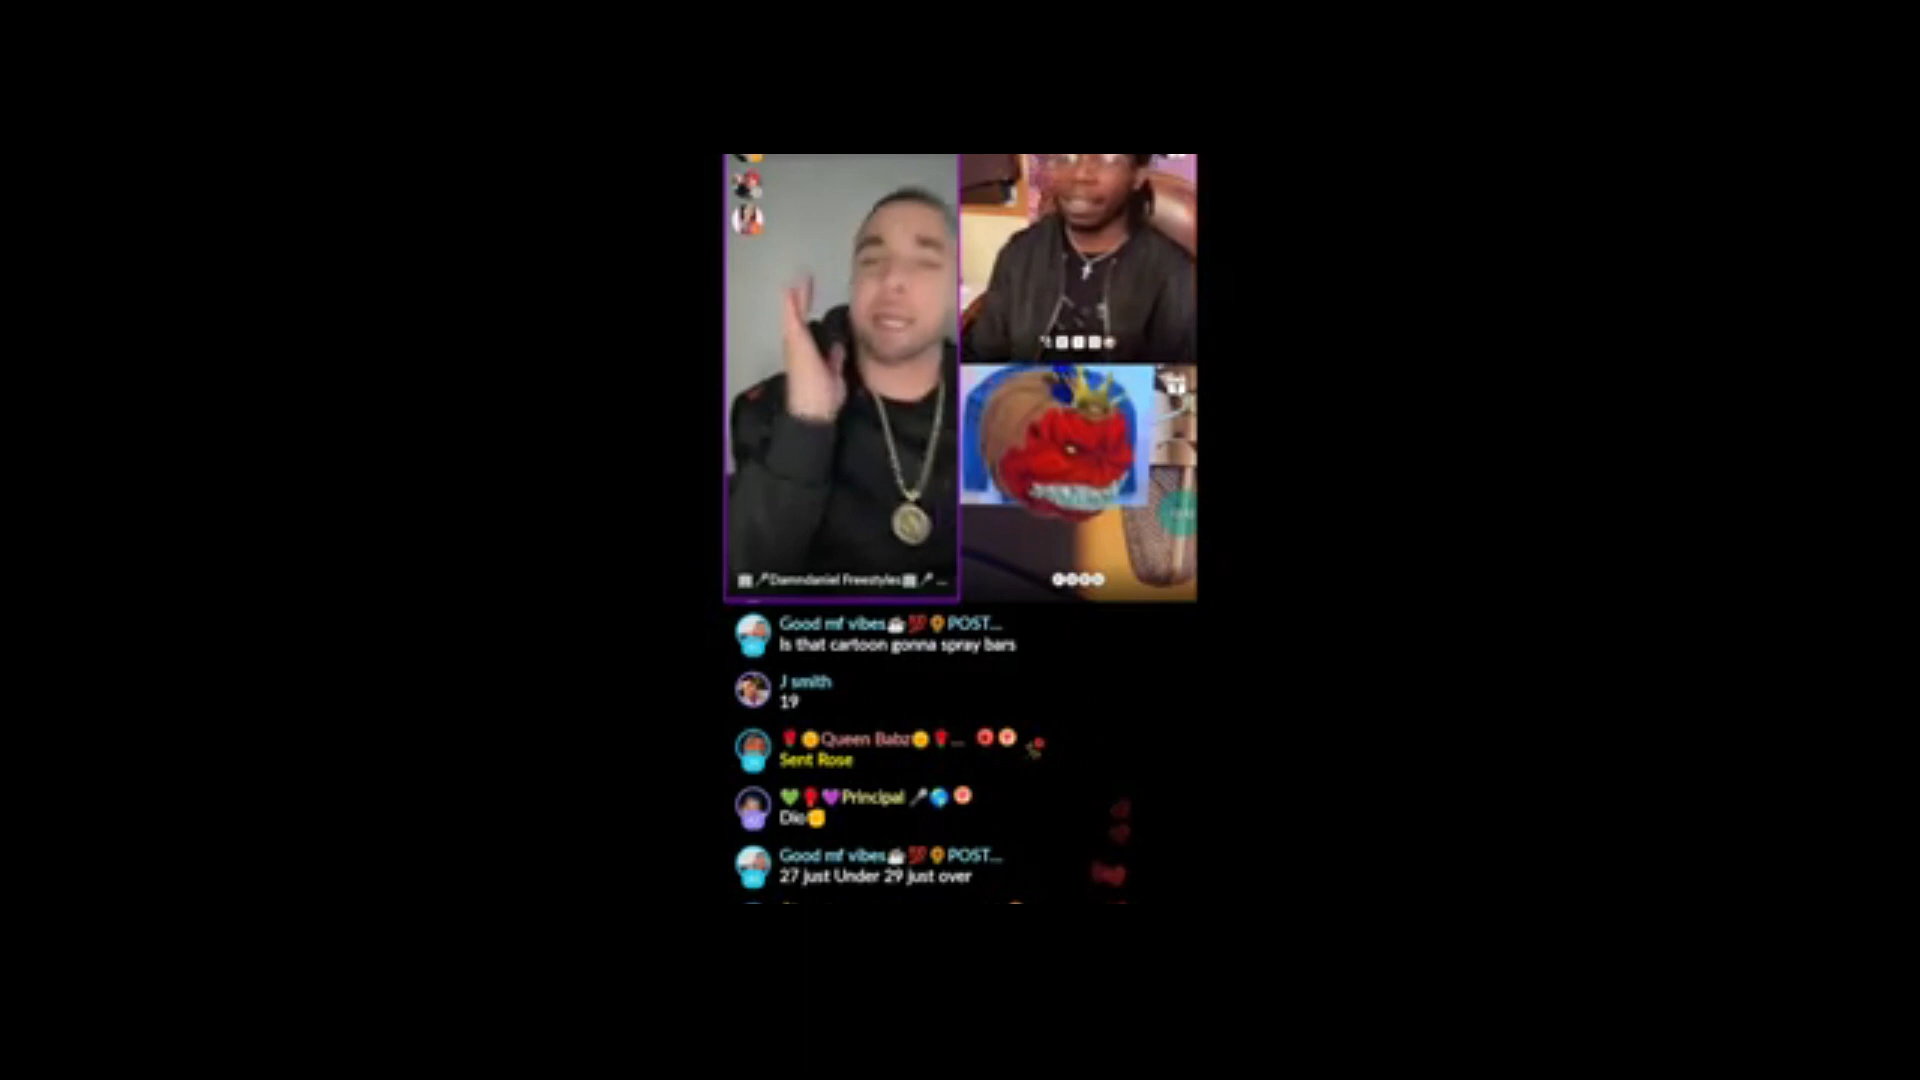 Damndaniel Freestyles ...
Good mf vibes☕💯🌻POST...
Is that cartoon gonna spray bars
J smith
19
🌹🌼Queen Babz🌼🌹...
Sent Rose
💚🌹💜Principal 🎤🌎
Dio✊
Good mf vibes☕💯🌻POST...
27 just Under 29 just over